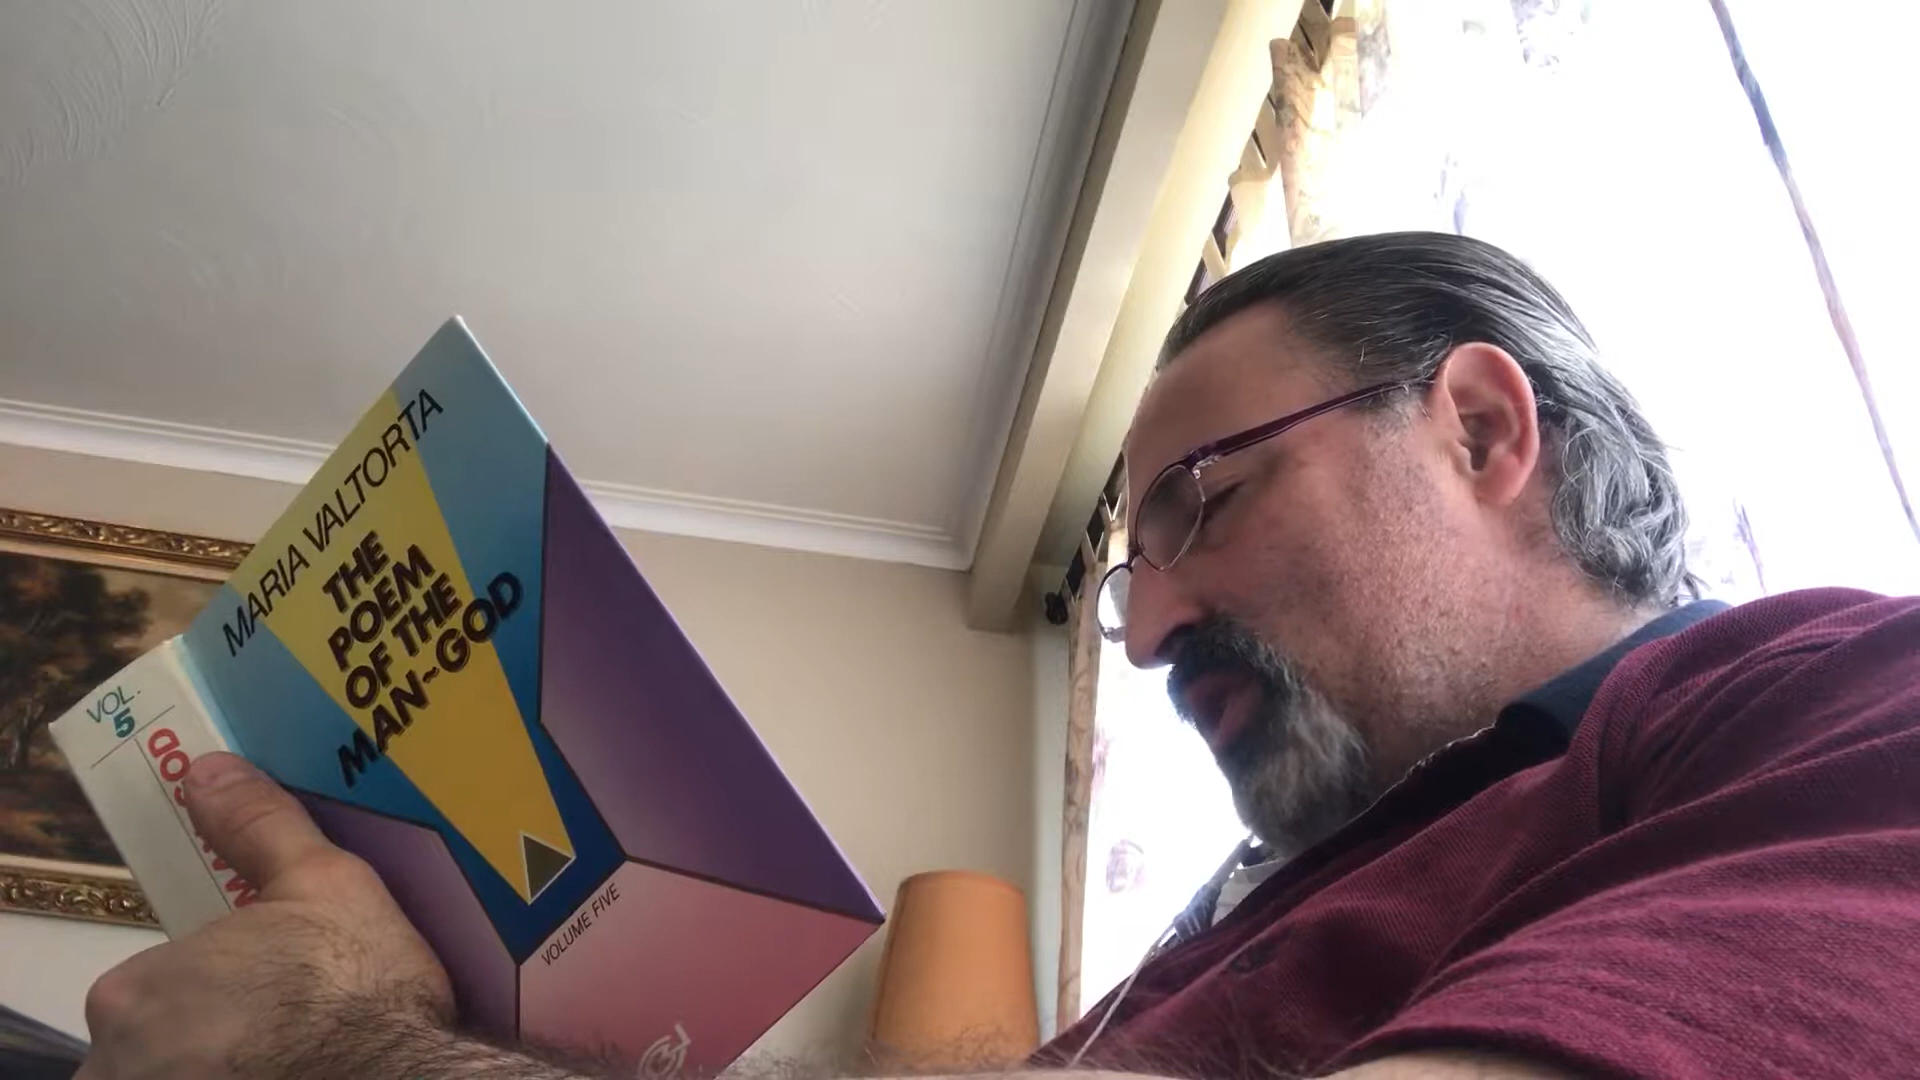 MARIA VALTORTA
THE
POEM
OF THE
MAN~GOD
VOLUME FIVE
VOL.
5